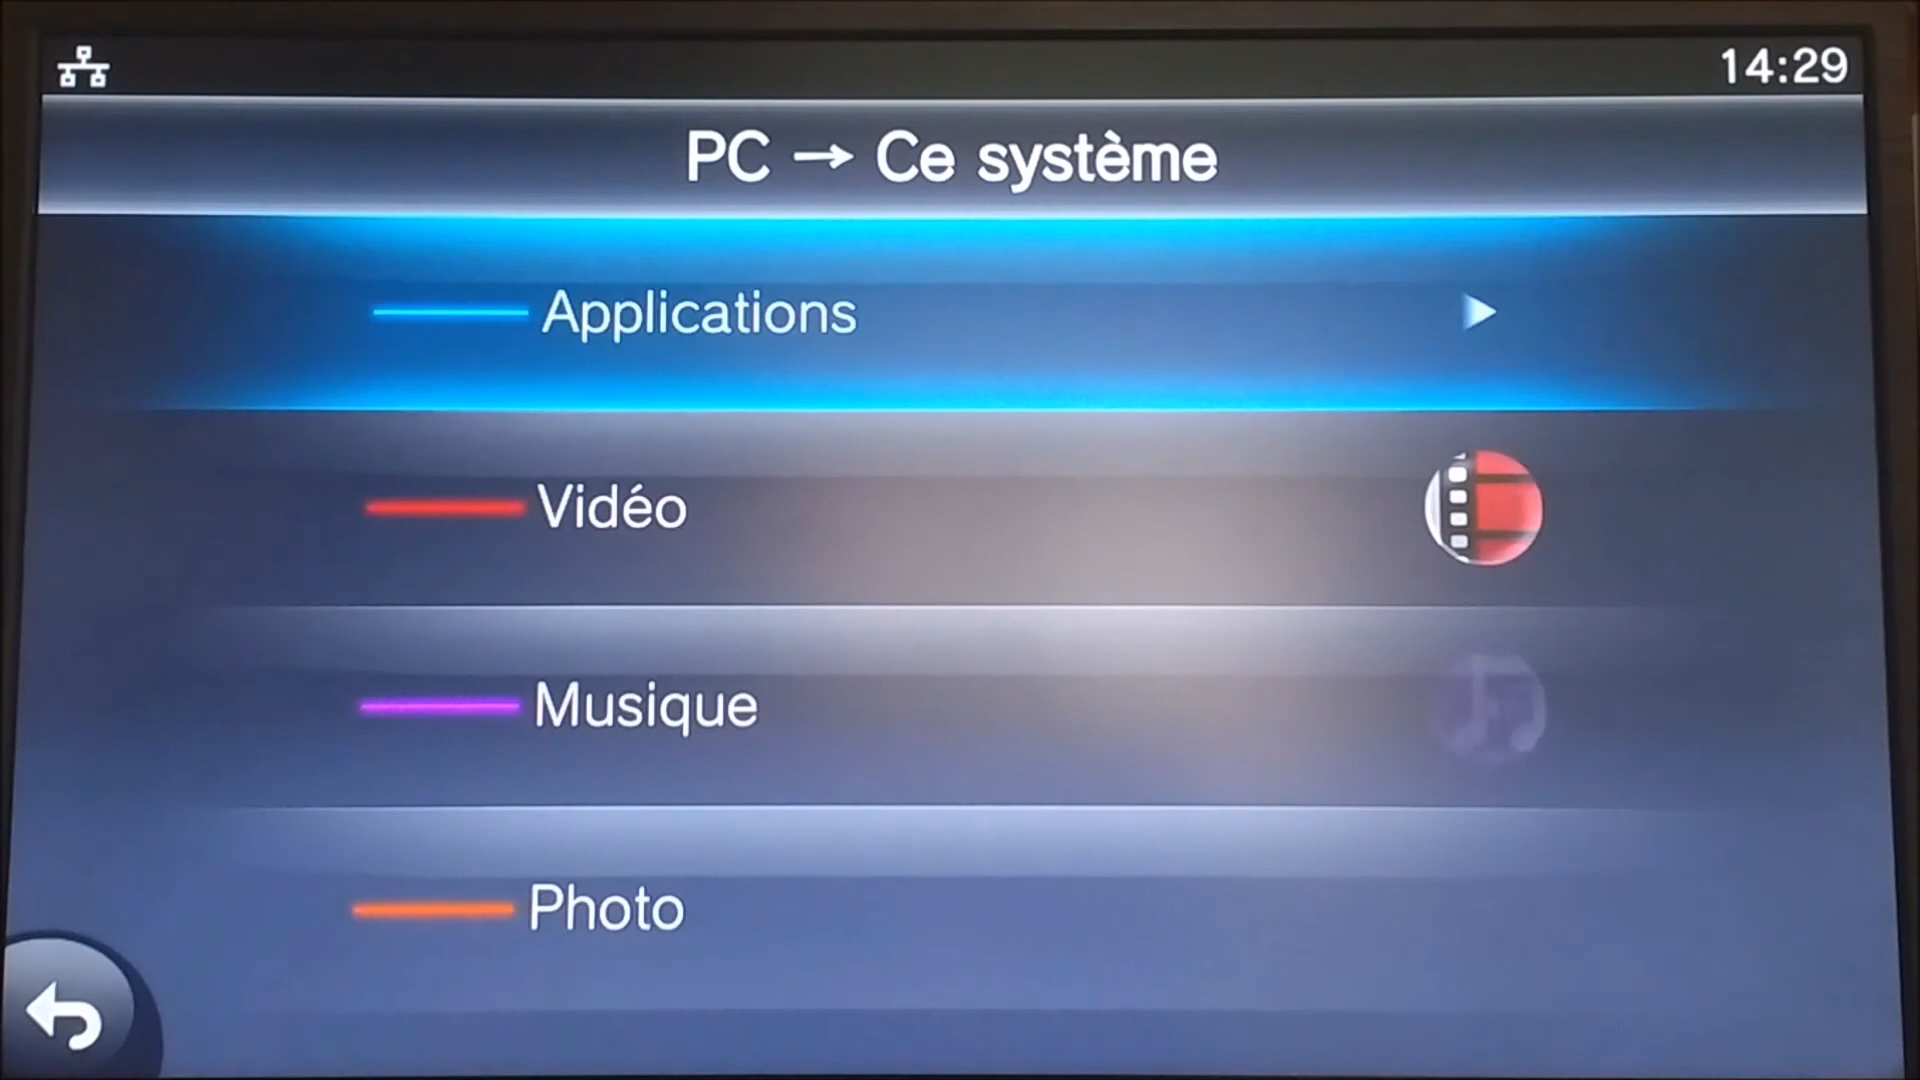 14:29
PC → Ce système
Applications
Vidéo
Musique
Photo